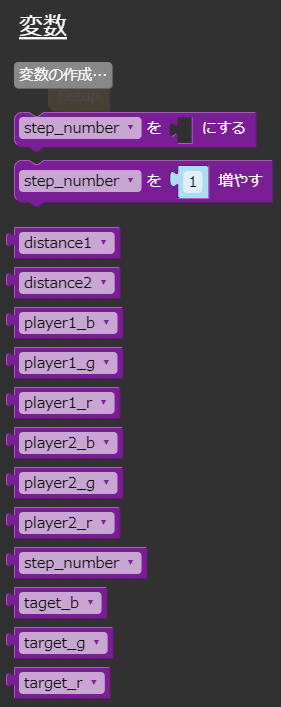 変数
変数の作成…
Setup
step_number を にする
step_number を 1 増やす
distance1
distance2
player1_b
player1_g
player1_r
player2_b
player2_g
player2_r
step_number
taget_b
target_g
target_r